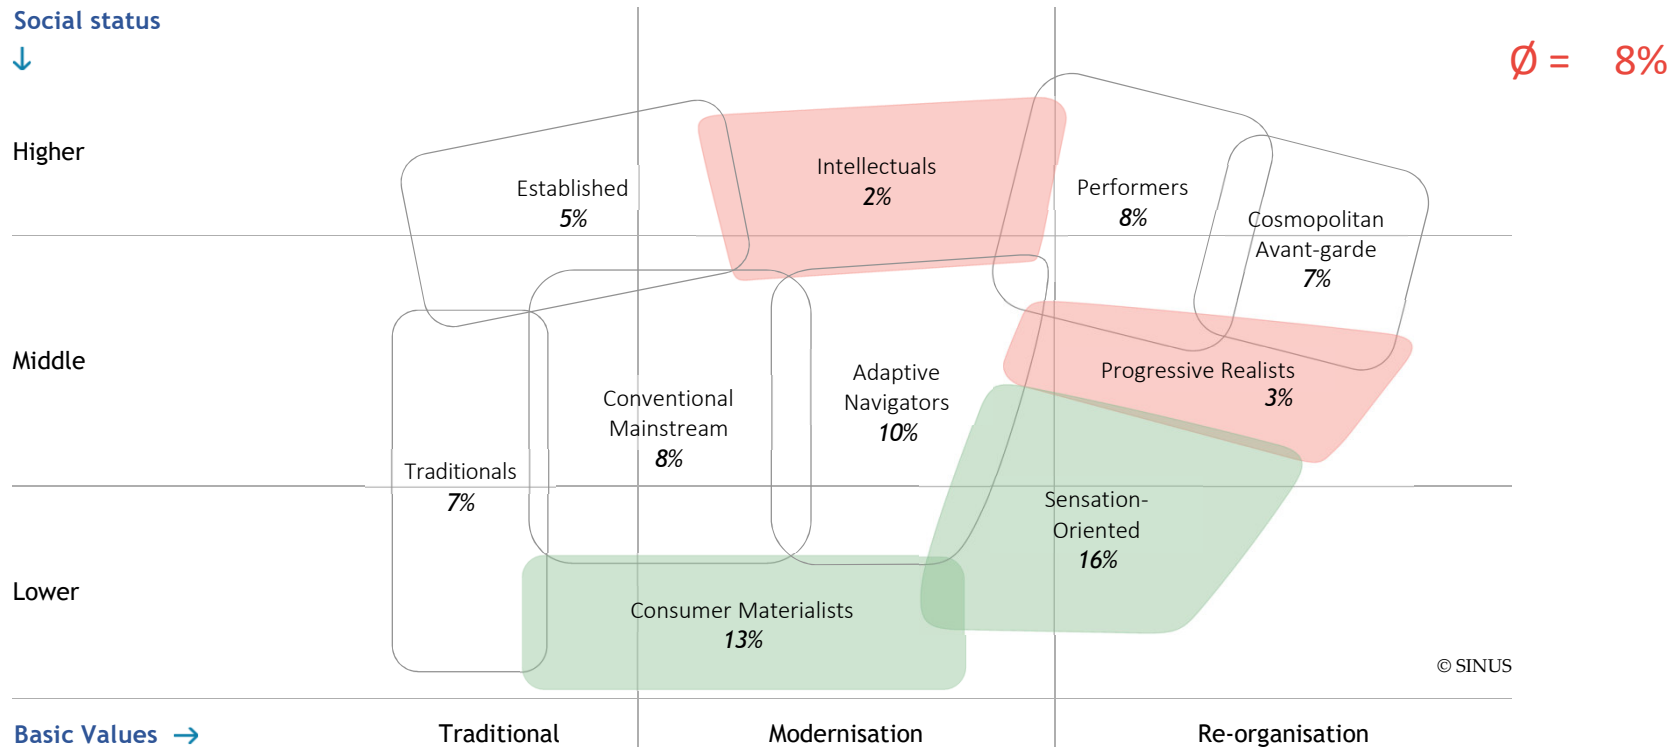 Social status
↓
Ø = 8%
Higher
Established
5%
Intellectuals
2%
Performers
8%
Cosmopolitan
Avant-garde
7%
Middle
Traditionals
7%
Conventional
Mainstream
8%
Adaptive
Navigators
10%
Progressive Realists
3%
Sensation-
Oriented
16%
Lower
Consumer Materialists
13%
© SINUS
Basic Values →
Traditional
Modernisation
Re-organisation